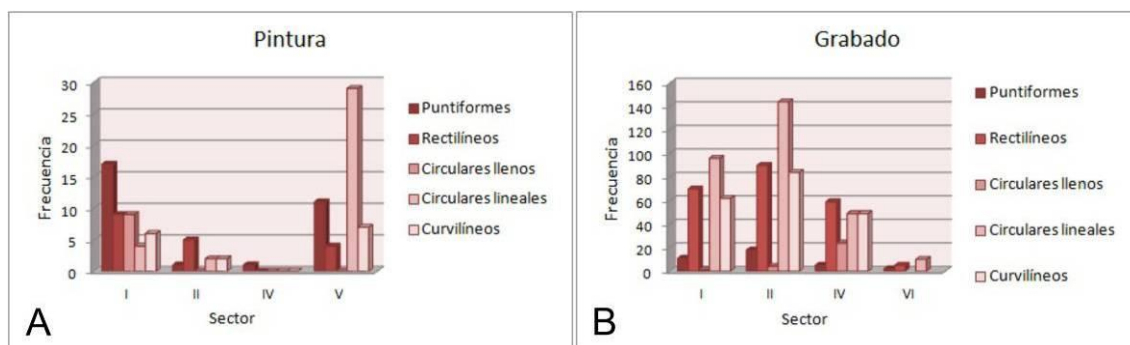 Pintura
30
25
20
15
10
5
0
Frecuencia
I II IV V
Sector
Puntiformes
Rectilíneos
Circulares llenos
Circulares lineales
Curvilíneos
A
Grabado
160
140
120
100
80
60
40
20
0
Frecuencia
I II IV VI
Sector
Puntiformes
Rectilíneos
Circulares llenos
Circulares lineales
Curvilíneos
B